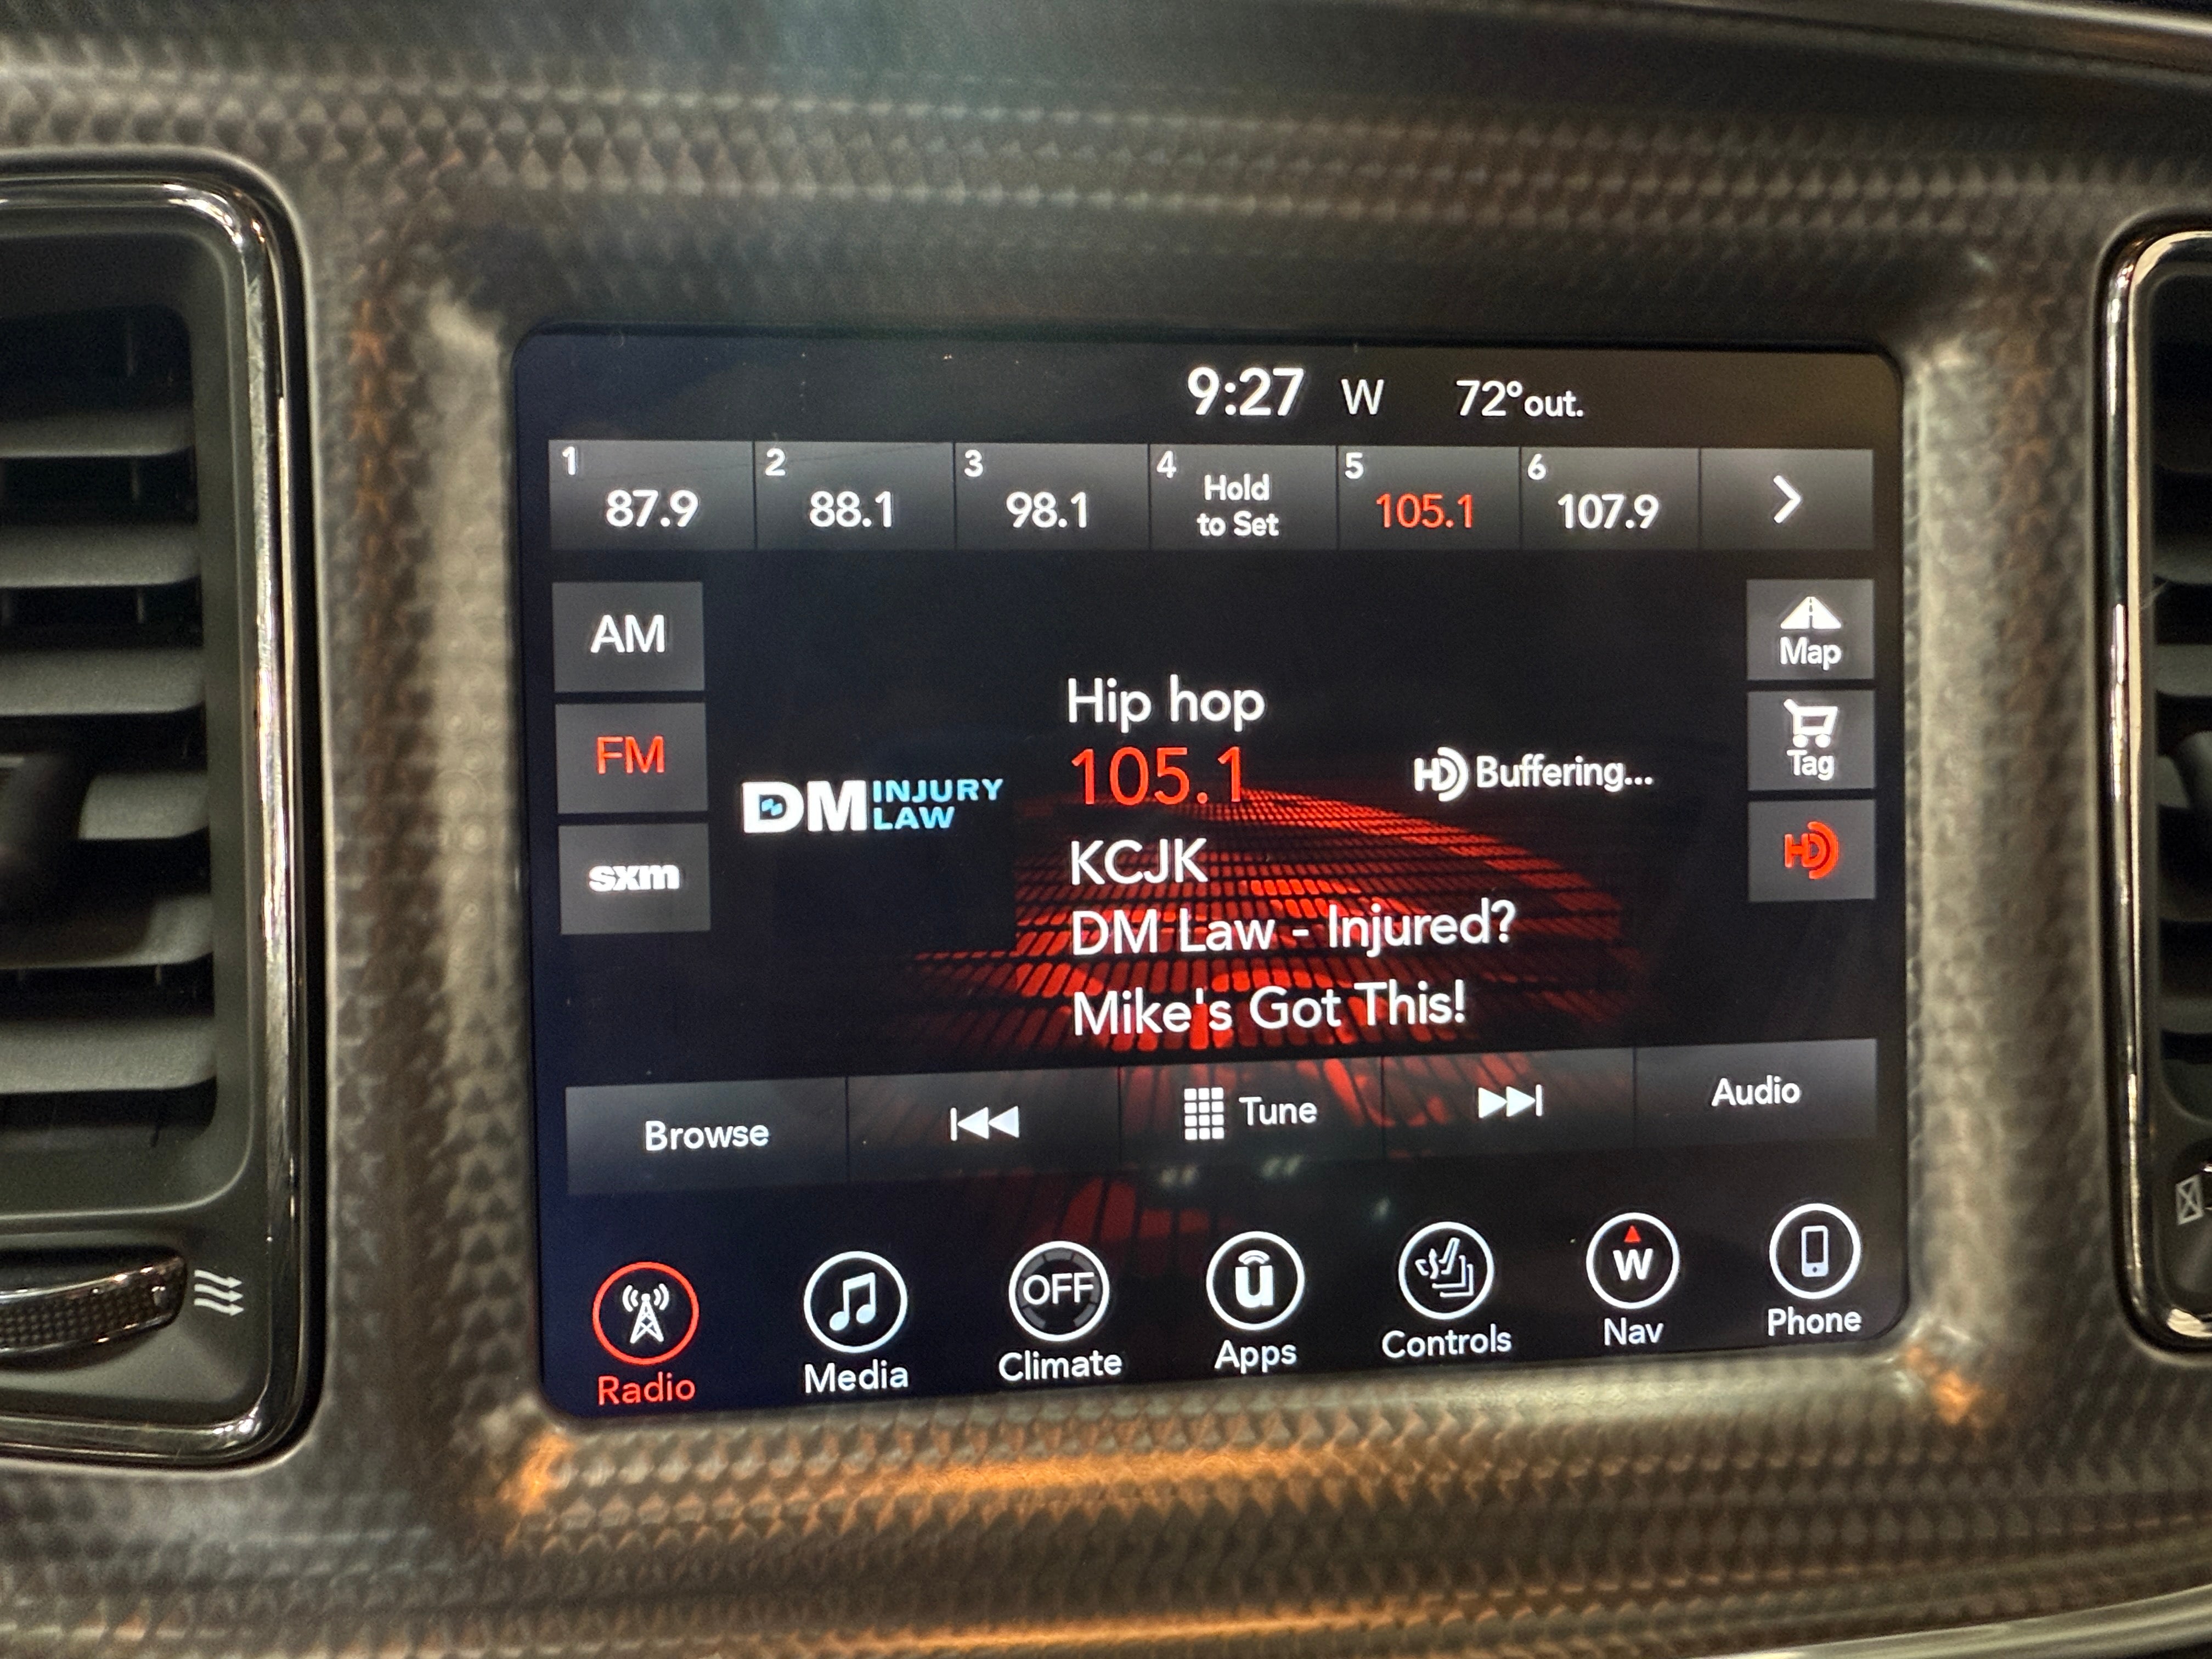 9:27 W 72°out.
1 2 3 4 5 6
87.9 88.1 98.1 Hold to Set 105.1 107.9
AM
FM
sxm
DM INJURY
LAW
Hip hop
105.1
HD Buffering...
KCJK
DM Law - Injured?
Mike's Got This!
Map
Tag
HD
Browse Tune Audio
OFF u W
Radio Media Climate Apps Controls Nav Phone